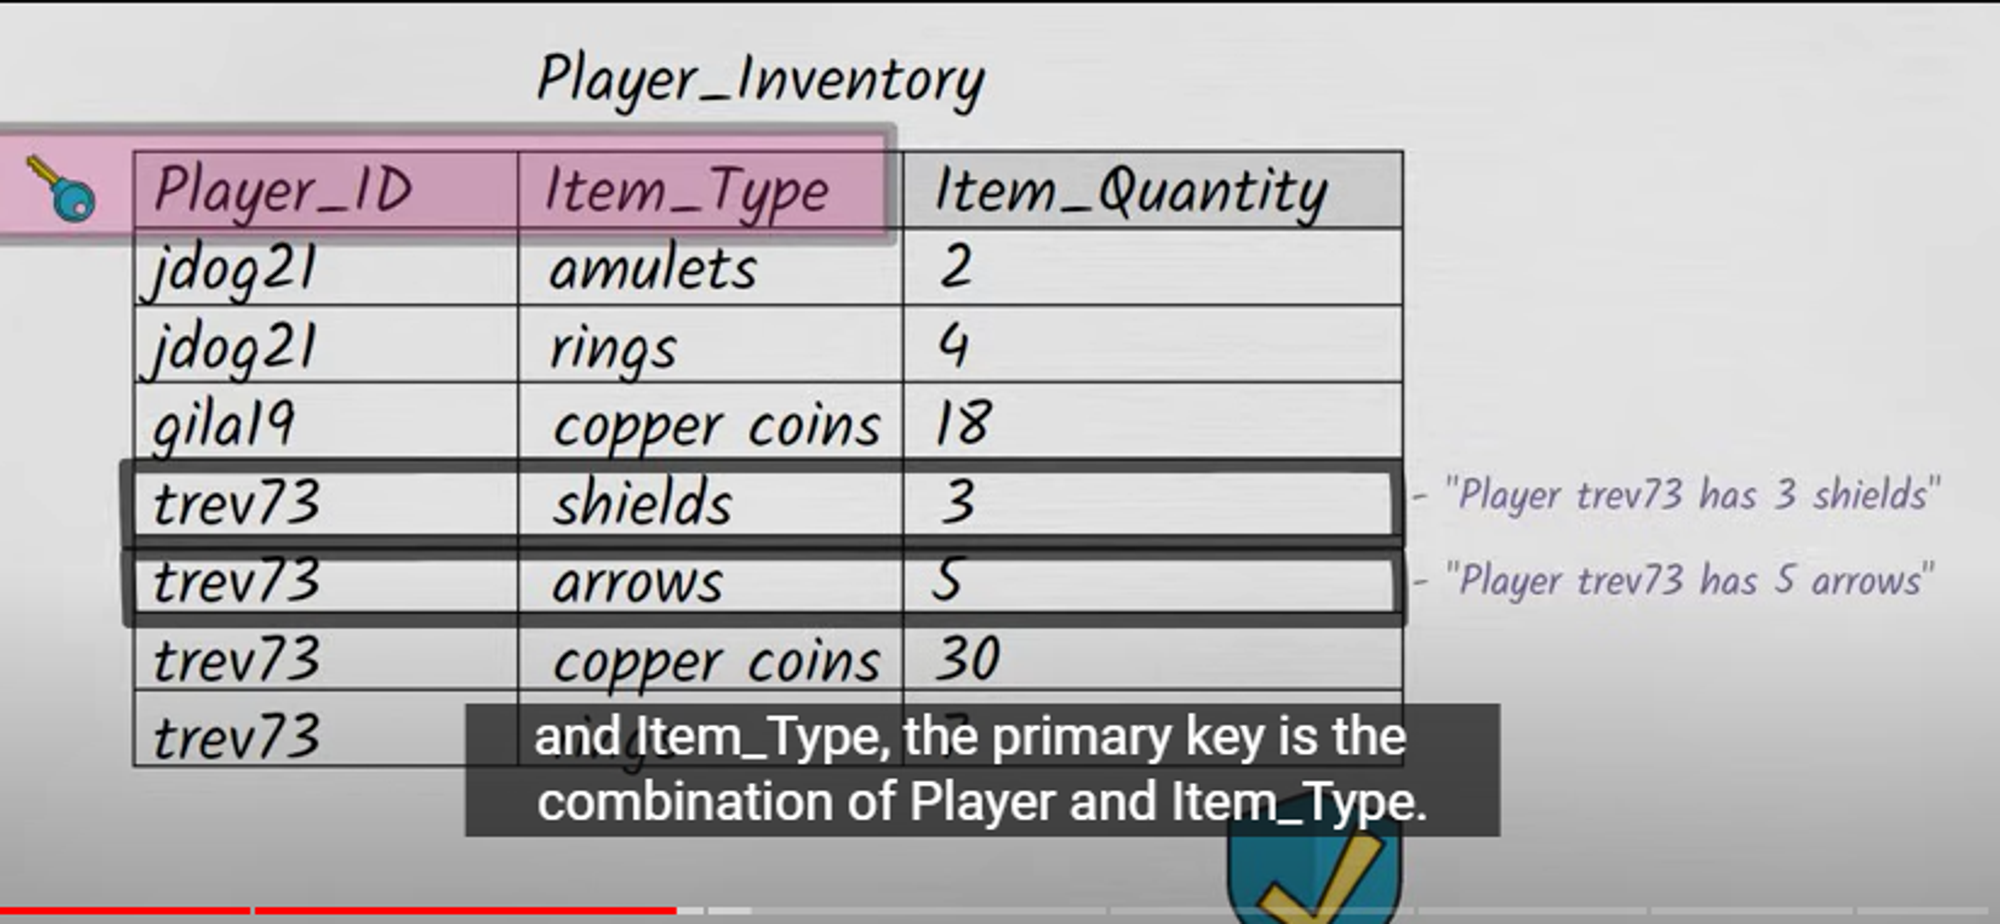 Player_Inventory
Player_ID Item_Type Item_Quantity
jdog21 amulets 2
jdog21 rings 4
gila19 copper coins 18
trev73 shields 3 - "Player trev73 has 3 shields"
trev73 arrows 5 - "Player trev73 has 5 arrows"
trev73 copper coins 30
trev73 rings
and Item_Type, the primary key is the
combination of Player and Item_Type.